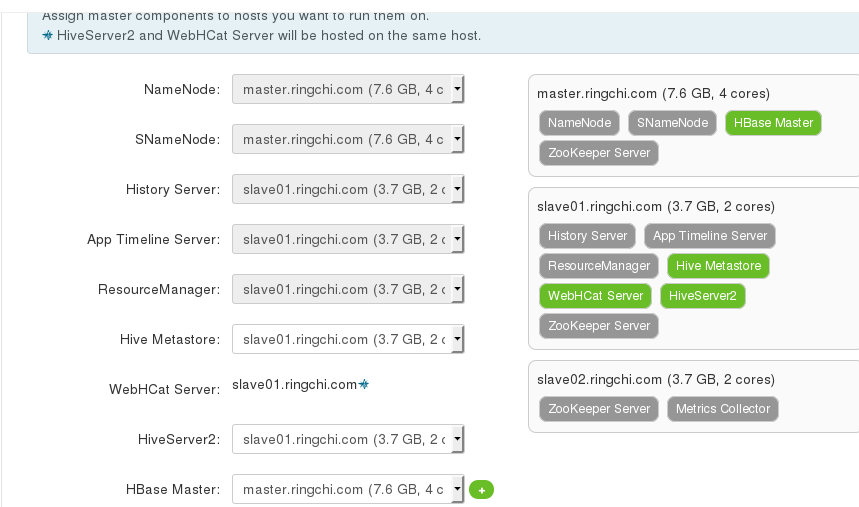 Assign master components to hosts you want to run them on.
HiveServer2 and WebHCat Server will be hosted on the same host.
NameNode: master.ringchi.com (7.6 GB, 4 c
SNameNode: master.ringchi.com (7.6 GB, 4 c
History Server: slave01.ringchi.com (3.7 GB, 2 c
App Timeline Server: slave01.ringchi.com (3.7 GB, 2 c
ResourceManager: slave01.ringchi.com (3.7 GB, 2 c
Hive Metastore: slave01.ringchi.com (3.7 GB, 2 c
WebHCat Server: slave01.ringchi.com
HiveServer2: slave01.ringchi.com (3.7 GB, 2 c
HBase Master: master.ringchi.com (7.6 GB, 4 c +
master.ringchi.com (7.6 GB, 4 cores)
NameNode SNameNode HBase Master
ZooKeeper Server
slave01.ringchi.com (3.7 GB, 2 cores)
History Server App Timeline Server
ResourceManager Hive Metastore
WebHCat Server HiveServer2
ZooKeeper Server
slave02.ringchi.com (3.7 GB, 2 cores)
ZooKeeper Server Metrics Collector